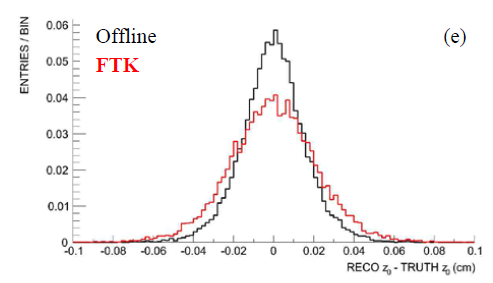 ENTRIES / BIN
0.06
0.05
0.04
0.03
0.02
0.01
0
Offline
FTK
(e)
-0.1 -0.08 -0.06 -0.04 -0.02 0 0.02 0.04 0.06 0.08 0.1
RECO z0 - TRUTH z0 (cm)